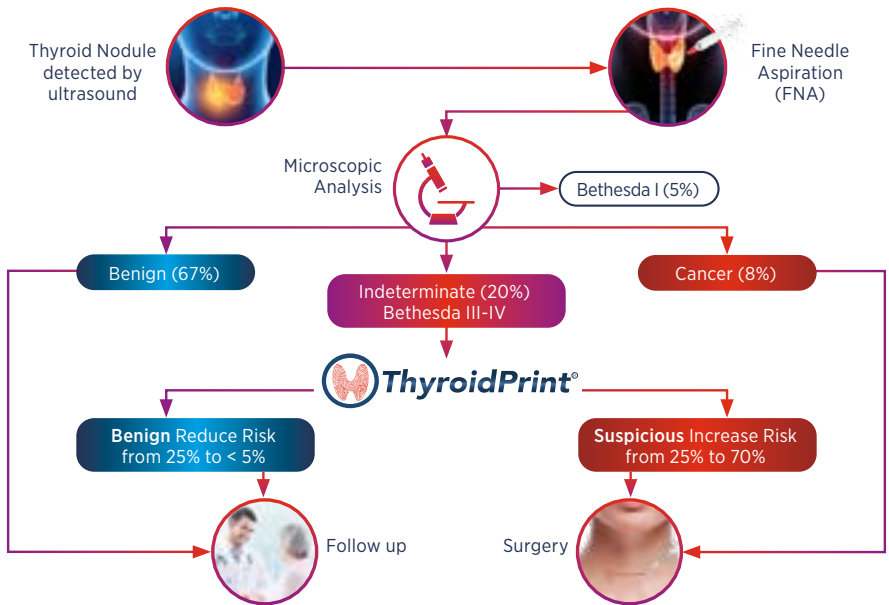 Thyroid Nodule
detected by
ultrasound
Fine Needle
Aspiration
(FNA)
Microscopic
Analysis
Bethesda I (5%)
Benign (67%)
Indeterminate (20%)
Bethesda III-IV
Cancer (8%)
ThyroidPrint®
Benign Reduce Risk
from 25% to < 5%
Suspicious Increase Risk
from 25% to 70%
Follow up
Surgery